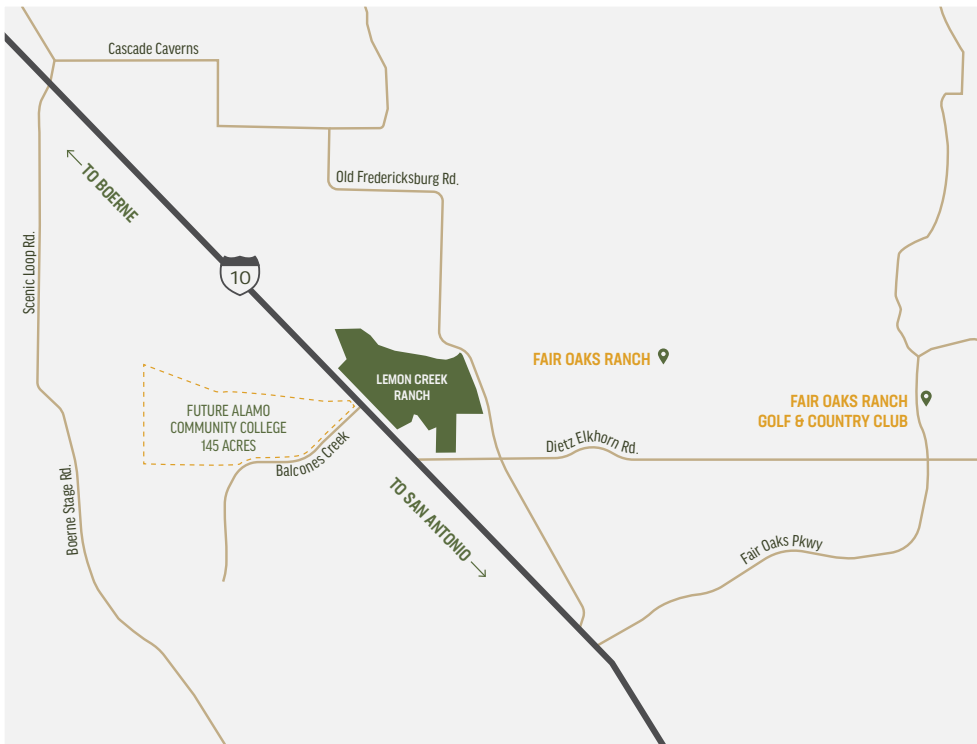 Cascade Caverns
Old Fredericksburg Rd.
← TO BOERNE
Scenic Loop Rd.
10
LEMON CREEK
RANCH
FAIR OAKS RANCH
FAIR OAKS RANCH
GOLF & COUNTRY CLUB
FUTURE ALAMO
COMMUNITY COLLEGE
145 ACRES
Balcones Creek
Dietz Elkhorn Rd.
TO SAN ANTONIO →
Boerne Stage Rd.
Fair Oaks Pkwy